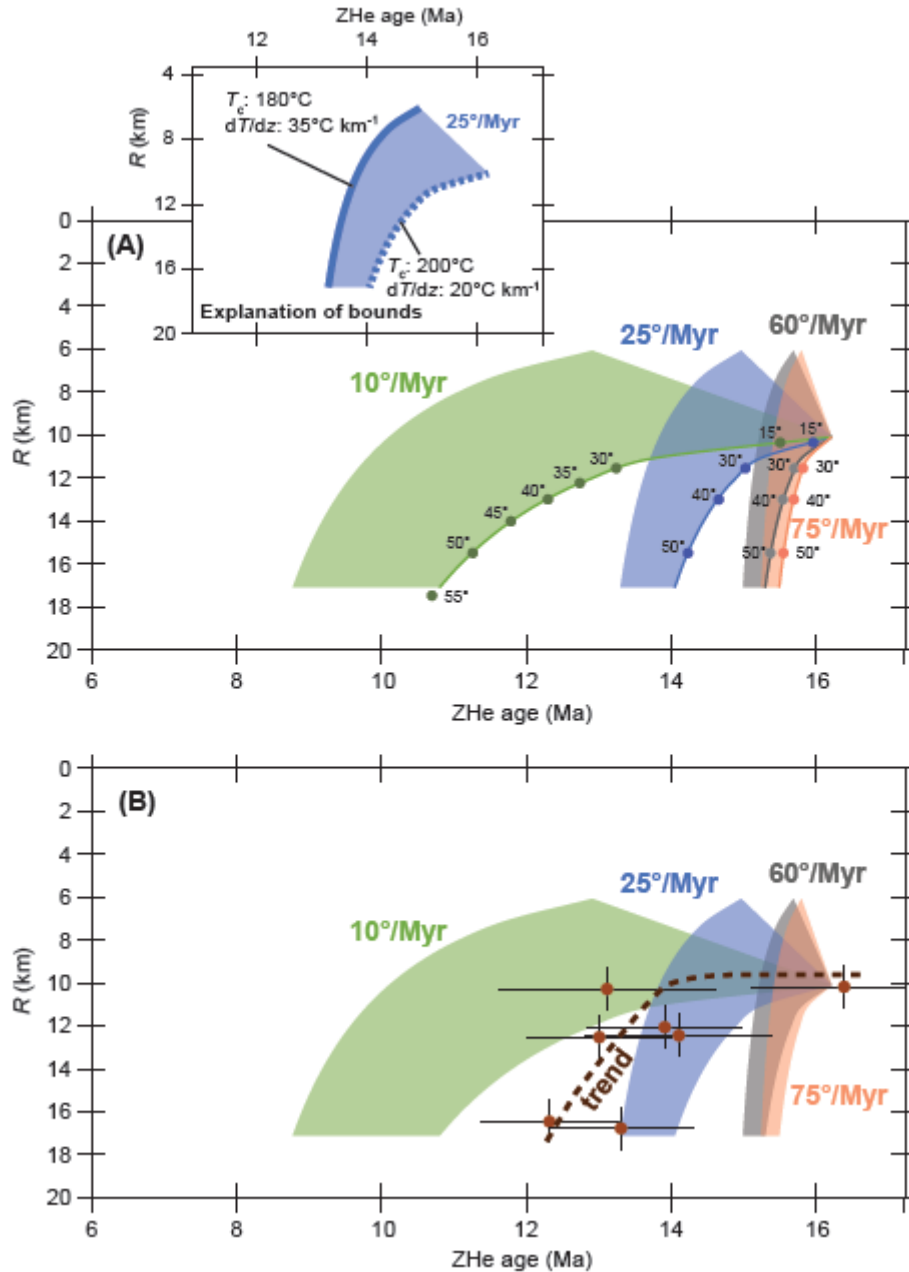 ZHe age (Ma)
12 14 16
4
8
12
16
20
R (km)
Tc: 180°C
dT/dz: 35°C km-1
25°/Myr
Tc: 200°C
dT/dz: 20°C km-1
Explanation of bounds
(A)
0
2
4
6
8
10
12
14
16
18
20
R (km)
10°/Myr
25°/Myr
60°/Myr
75°/Myr
15° 15°
30° 30° 30° 30°
35°
40° 40° 40° 40°
45°
50° 50° 50° 50°
55°
6 8 10 12 14 16
ZHe age (Ma)
(B)
0
2
4
6
8
10
12
14
16
18
20
R (km)
10°/Myr
25°/Myr
60°/Myr
75°/Myr
trend
6 8 10 12 14 16
ZHe age (Ma)